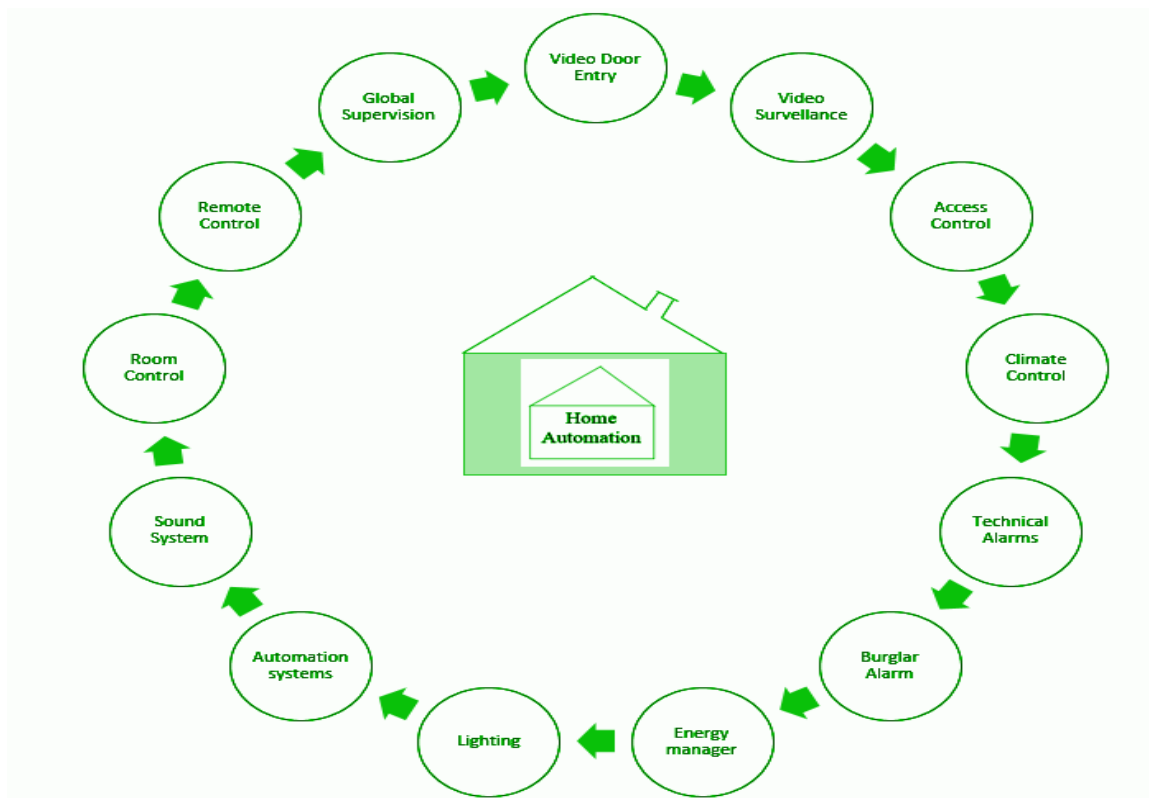 Video Door
Entry
Video
Survellance
Access
Control
Climate
Control
Technical
Alarms
Burglar
Alarm
Energy
manager
Lighting
Automation
systems
Sound
System
Room
Control
Remote
Control
Global
Supervision
Home
Automation